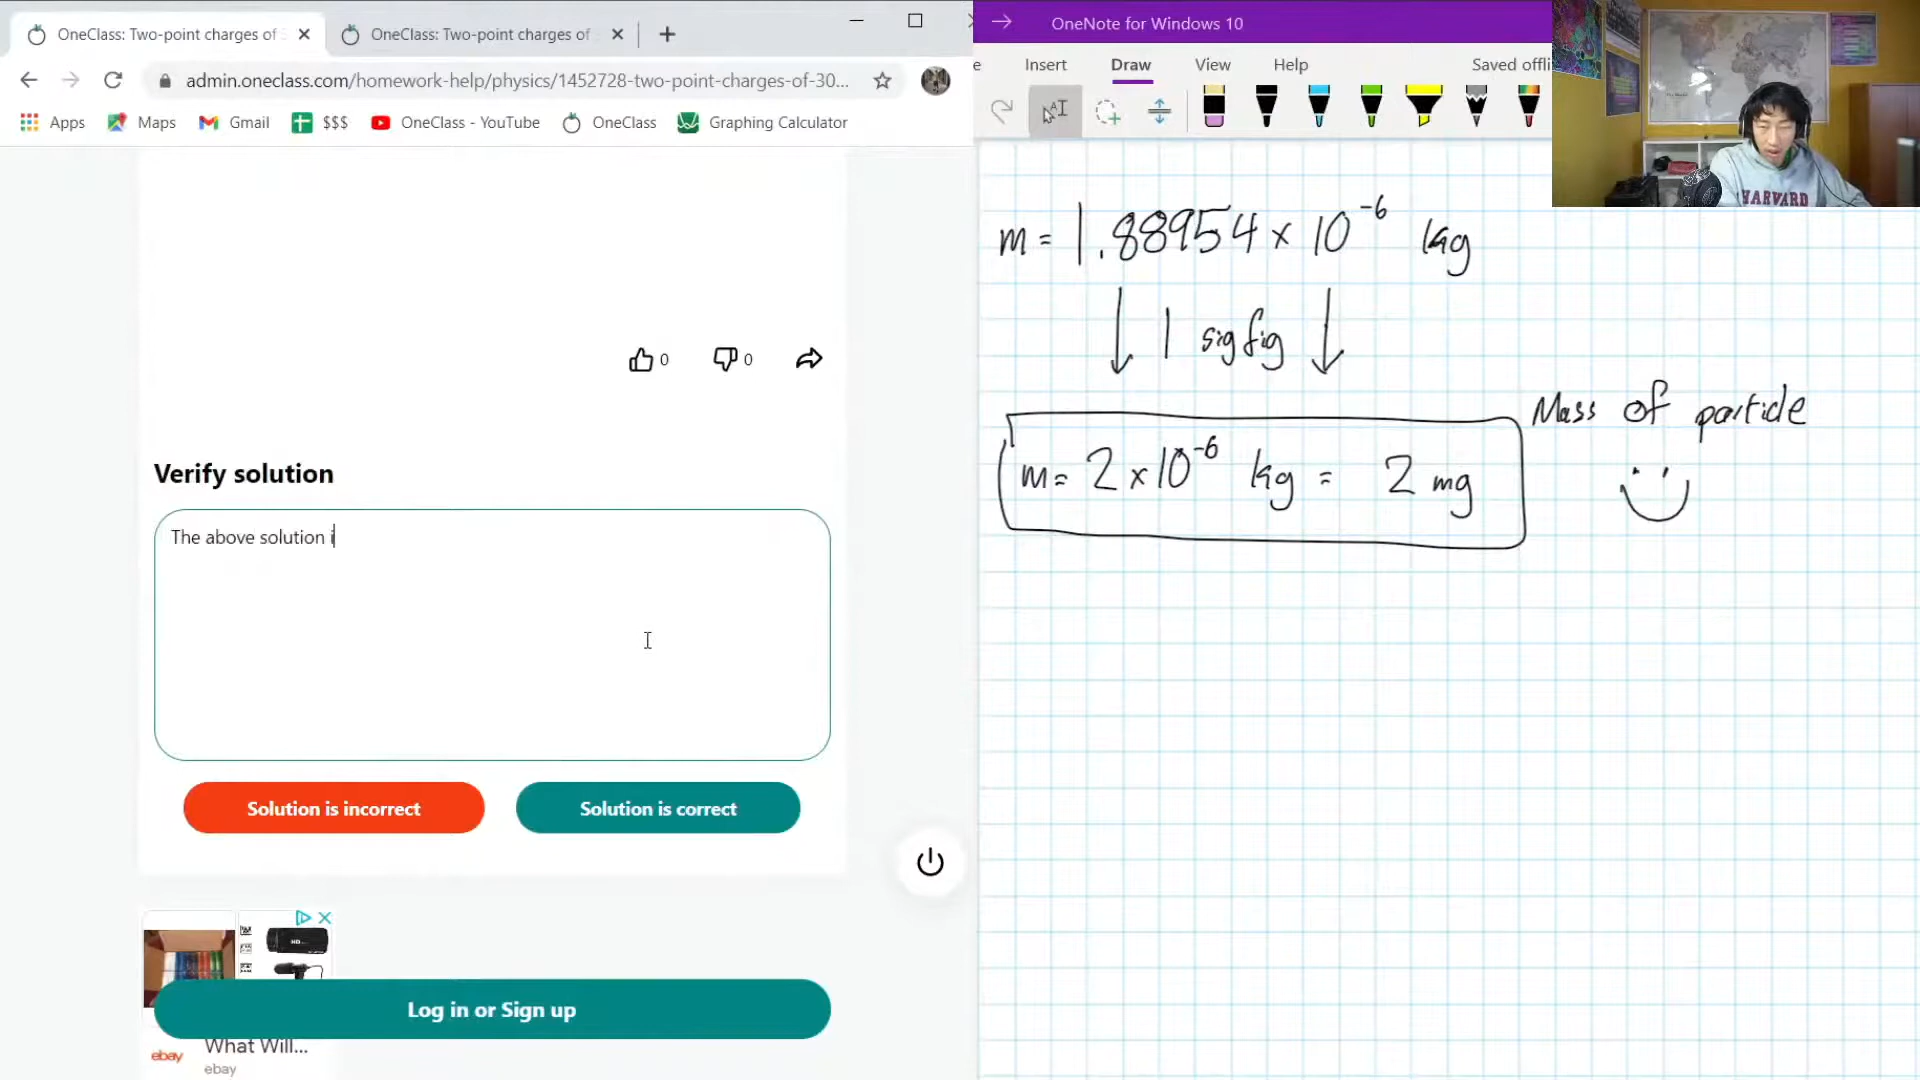 OneClass: Two-point charges of
OneClass: Two-point charges of
admin.oneclass.com/homework-help/physics/1452728-two-point-charges-of-30...
Apps
Maps
Gmail
$$$
OneClass - YouTube
OneClass
Graphing Calculator
0
0
Verify solution
The above solution i
Solution is incorrect
Solution is correct
Log in or Sign up
What Will...
ebay
ebay
OneNote for Windows 10
Insert
Draw
View
Help
Saved offli
m = 1.88954 × 10⁻⁶ kg
↓ 1 sigfig ↓
m = 2 × 10⁻⁶ kg = 2 mg
Mass of particle
HARVARD